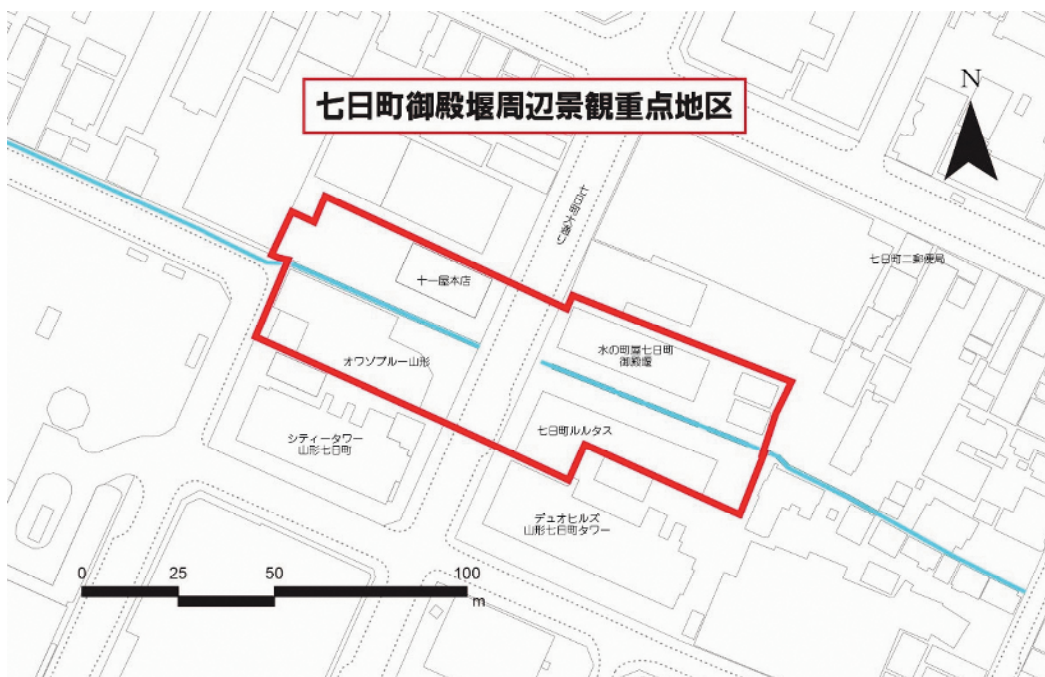 七日町御殿堰周辺景観重点地区
N
七日町大通り
七日町二郵便局
十一屋本店
水の町屋七日町
御殿堰
オワゾブルー山形
七日町ルルタス
シティータワー
山形七日町
デュオヒルズ
山形七日町タワー
0 25 50 100
m